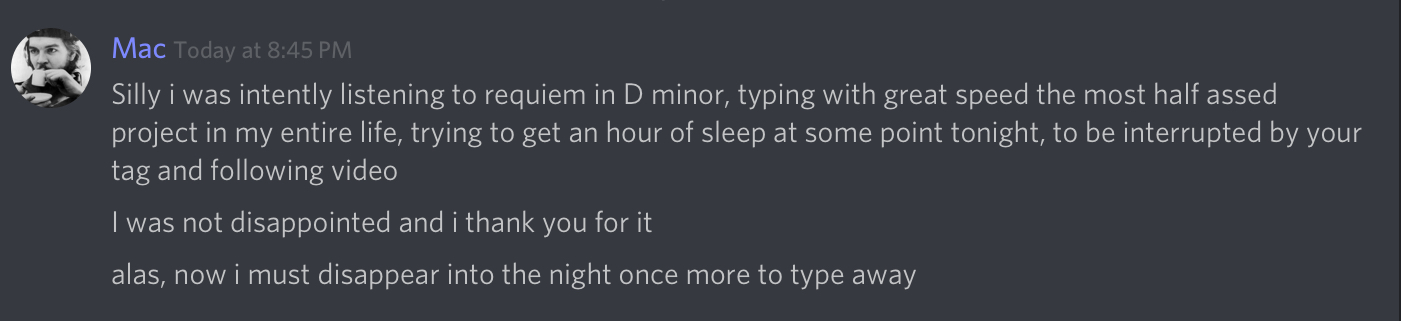 Mac Today at 8:45 PM
Silly i was intently listening to requiem in D minor, typing with great speed the most half assed
project in my entire life, trying to get an hour of sleep at some point tonight, to be interrupted by your
tag and following video
I was not disappointed and i thank you for it
alas, now i must disappear into the night once more to type away